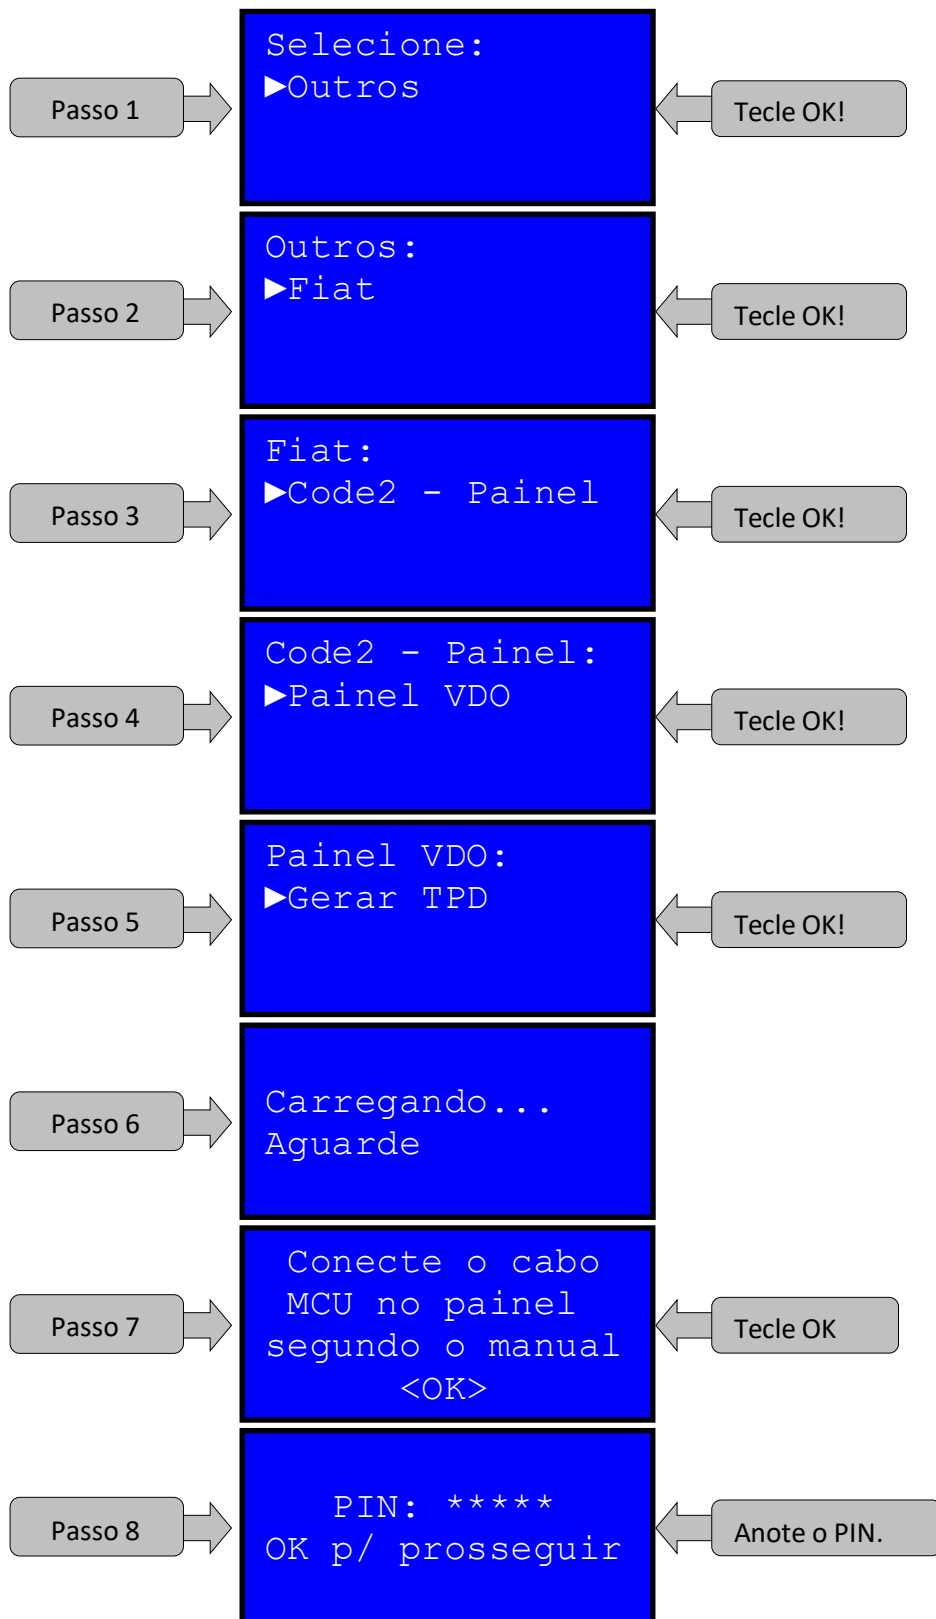 Passo 1
Selecione:
►Outros
Tecle OK!
Passo 2
Outros:
►Fiat
Tecle OK!
Passo 3
Fiat:
►Code2 - Painel
Tecle OK!
Passo 4
Code2 - Painel:
►Painel VDO
Tecle OK!
Passo 5
Painel VDO:
►Gerar TPD
Tecle OK!
Passo 6
Carregando...
Aguarde
Passo 7
Conecte o cabo
MCU no painel
segundo o manual
<OK>
Tecle OK
Passo 8
PIN: *****
OK p/ prosseguir
Anote o PIN.